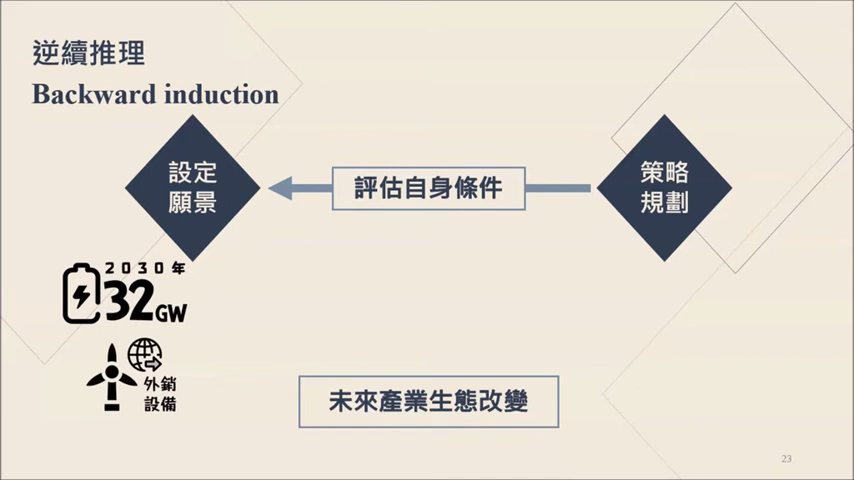 逆續推理
Backward induction
設定
願景
評估自身條件
策略
規劃
2030年
32GW
外銷
設備
未來產業生態改變
23